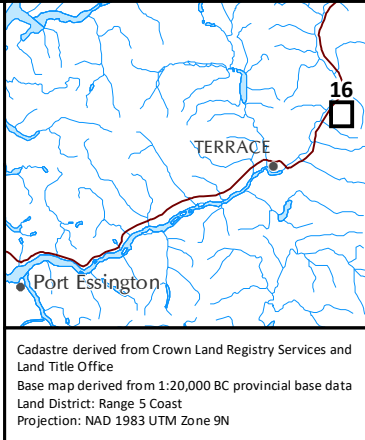 16
TERRACE
Port Essington
Cadastre derived from Crown Land Registry Services and
Land Title Office
Base map derived from 1:20,000 BC provincial base data
Land District: Range 5 Coast
Projection: NAD 1983 UTM Zone 9N